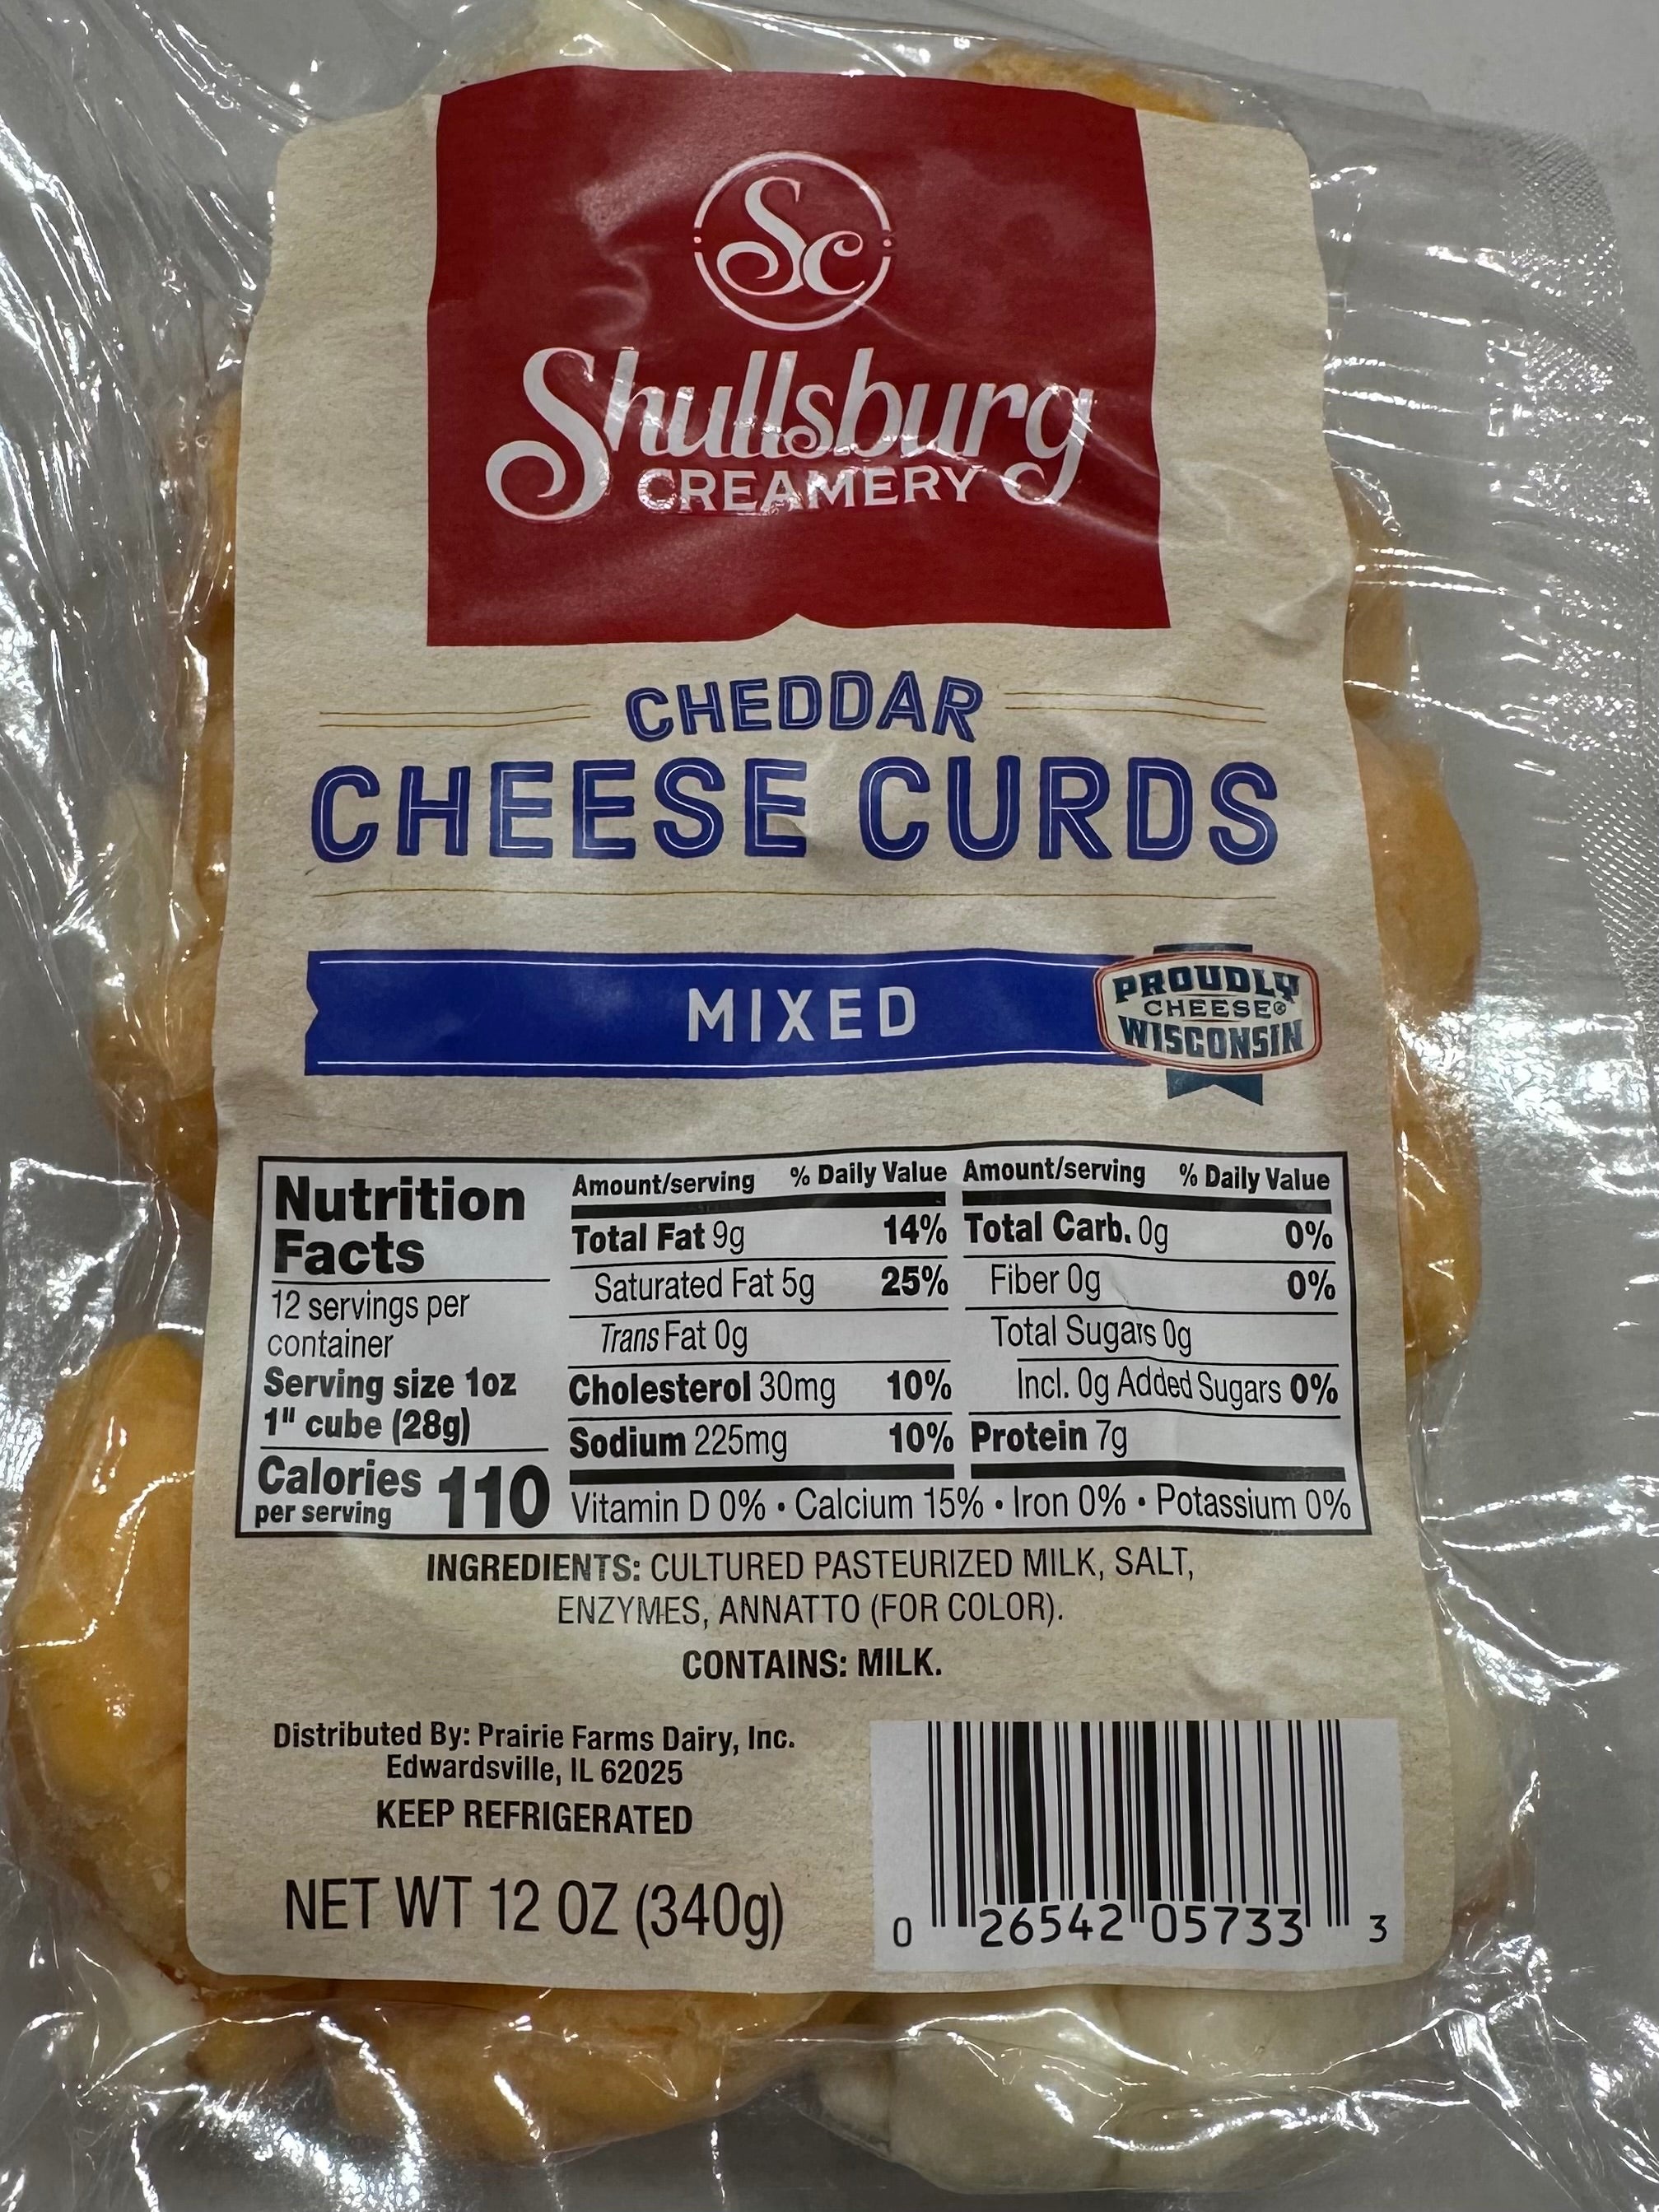 Sc
Shullsburg
CREAMERY
CHEDDAR
CHEESE CURDS
MIXED
PROUDLY
CHEESE®
WISCONSIN
Nutrition
Facts
12 servings per
container
Serving size 1oz
1" cube (28g)
Calories 110
per serving
Amount/serving % Daily Value
Total Fat 9g 14%
Saturated Fat 5g 25%
Trans Fat 0g
Cholesterol 30mg 10%
Sodium 225mg 10%
Amount/serving % Daily Value
Total Carb. 0g 0%
Fiber 0g 0%
Total Sugars 0g
Incl. 0g Added Sugars 0%
Protein 7g
Vitamin D 0% • Calcium 15% • Iron 0% • Potassium 0%
INGREDIENTS: CULTURED PASTEURIZED MILK, SALT,
ENZYMES, ANNATTO (FOR COLOR).
CONTAINS: MILK.
Distributed By: Prairie Farms Dairy, Inc.
Edwardsville, IL 62025
KEEP REFRIGERATED
NET WT 12 OZ (340g)
0 26542 05733 3